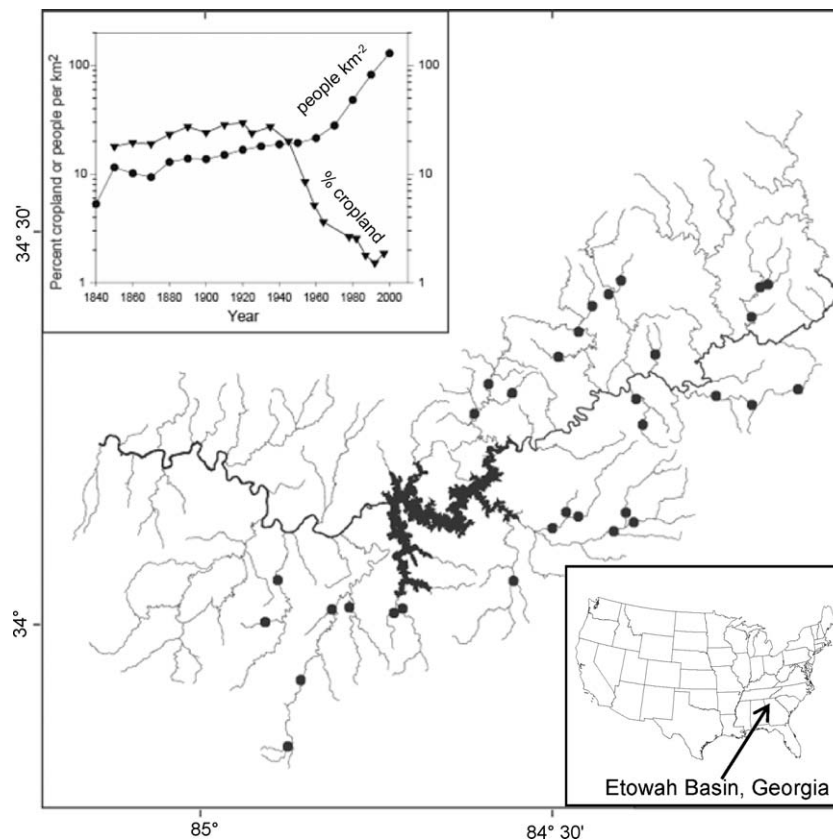 100
10
1
Percent cropland or people per km²
people km⁻²
% cropland
100
10
1
1840 1860 1880 1900 1920 1940 1960 1980 2000
Year
34° 30'
34°
Etowah Basin, Georgia
85°
84° 30'